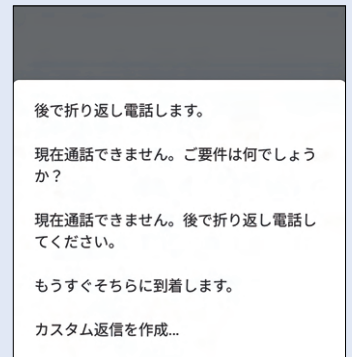 後で折り返し電話します。
現在通話できません。ご要件は何でしょう
か？
現在通話できません。後で折り返し電話し
てください。
もうすぐそちらに到着します。
カスタム返信を作成...